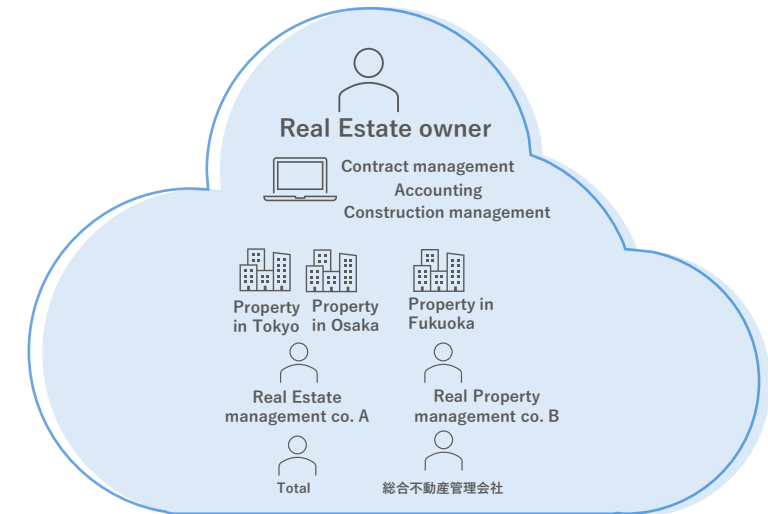 Real Estate owner
Contract management
Accounting
Construction management
Property
in Tokyo
Property
in Osaka
Property in
Fukuoka
Real Estate
management co. A
Real Property
management co. B
Total
総合不動産管理会社